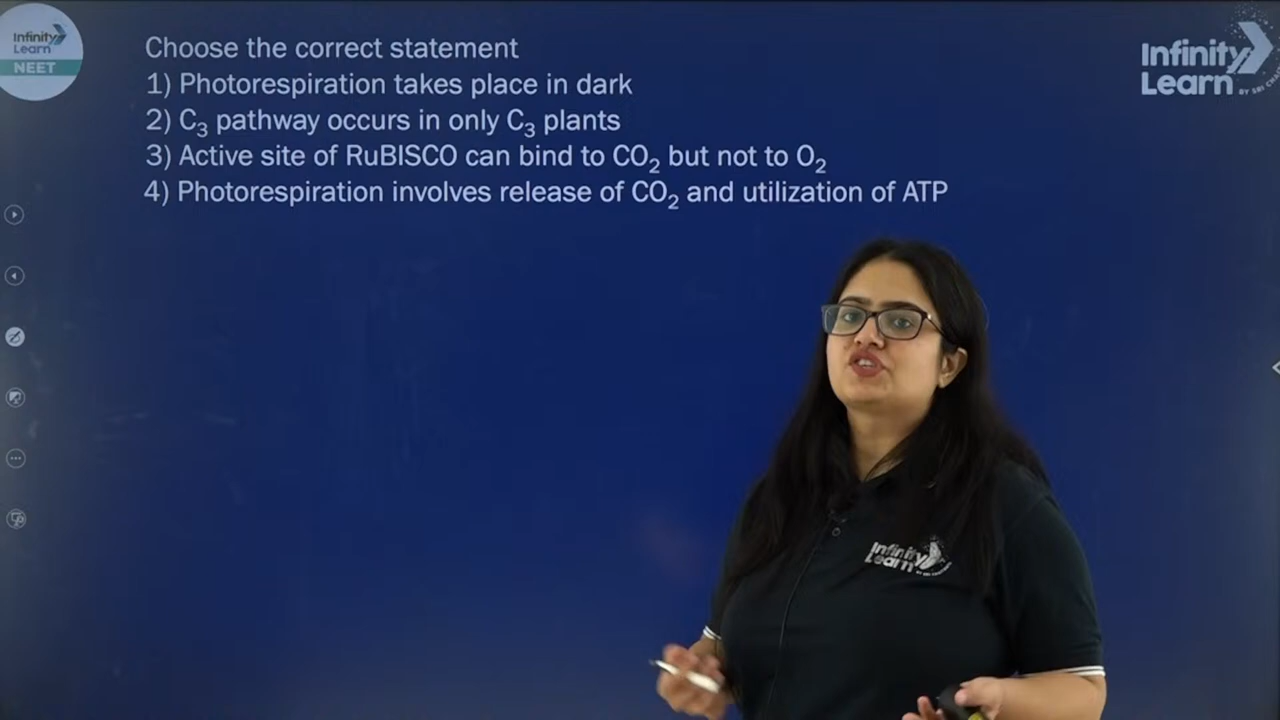 Infinity
Learn
NEET
Choose the correct statement
1) Photorespiration takes place in dark
2) C₃ pathway occurs in only C₃ plants
3) Active site of RuBISCO can bind to CO₂ but not to O₂
4) Photorespiration involves release of CO₂ and utilization of ATP
Infinity
Learn
BY SRI
Infinity
Learn